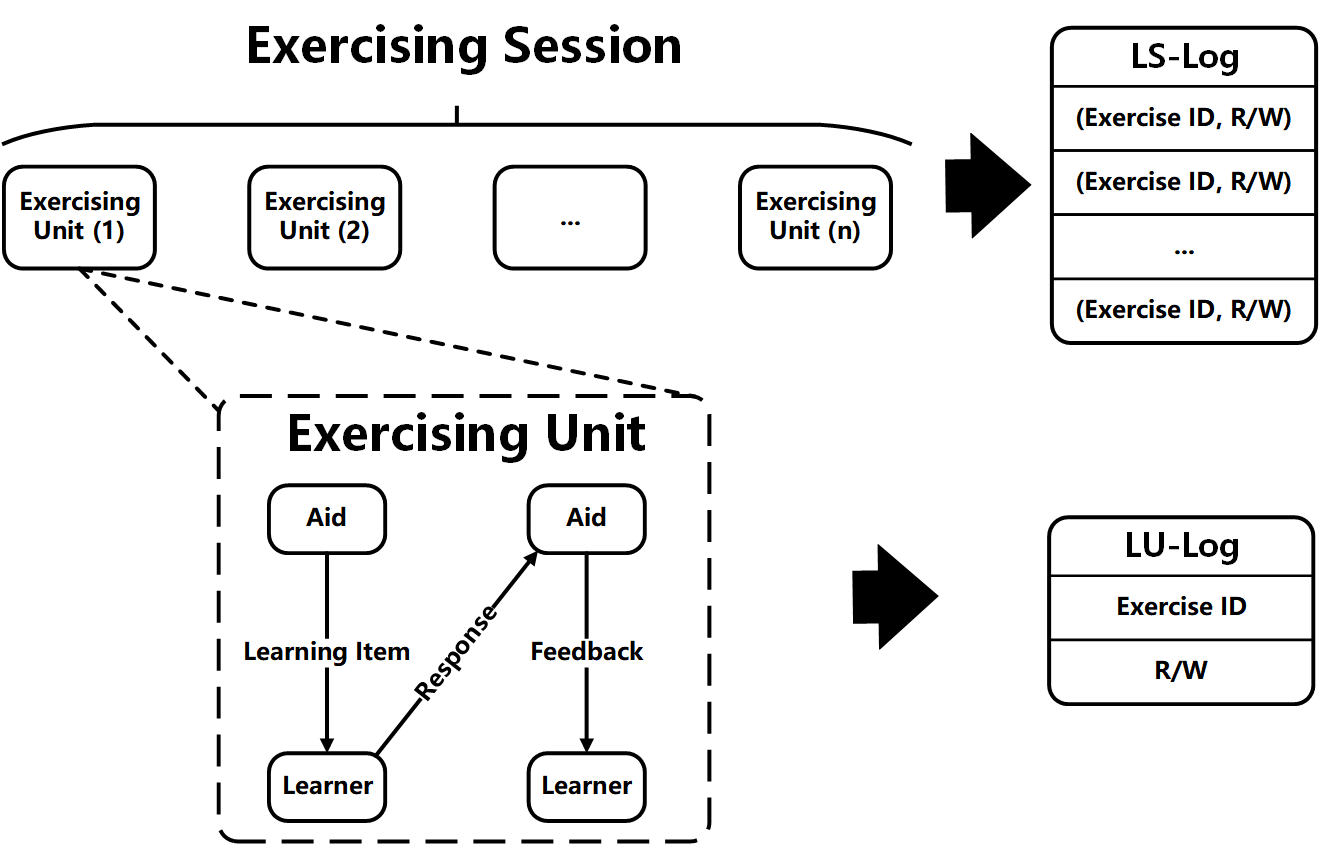 Exercising Session
Exercising
Unit (1)
Exercising
Unit (2)
...
Exercising
Unit (n)
LS-Log
(Exercise ID, R/W)
(Exercise ID, R/W)
...
(Exercise ID, R/W)
Exercising Unit
Aid
Aid
Learning Item
Response
Feedback
Learner
Learner
LU-Log
Exercise ID
R/W